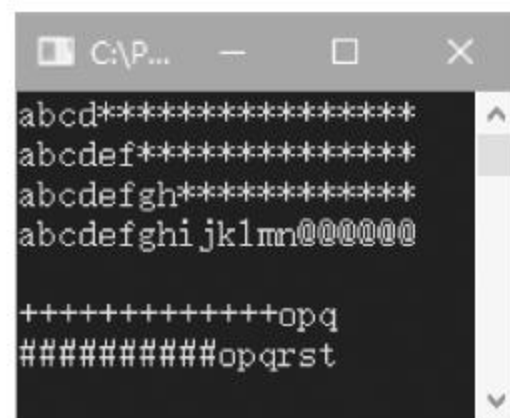 C:\P...
abcd****************
abcdef**************
abcdefgh************
abcdefghijklmn@@@@@@
+++++++++++++opq
##########opqrst